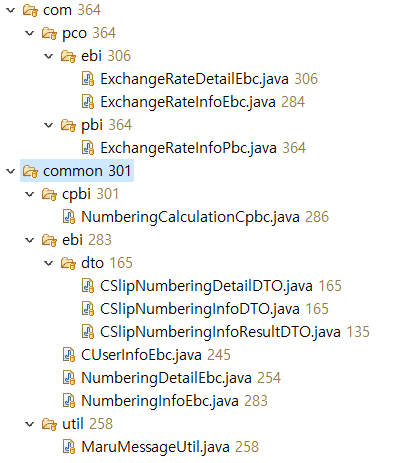 com 364
pco 364
ebi 306
ExchangeRateDetailEbc.java 306
ExchangeRateInfoEbc.java 284
pbi 364
ExchangeRateInfoPbc.java 364
common 301
cpbi 301
NumberingCalculationCpbc.java 286
ebi 283
dto 165
CSlipNumberingDetailDTO.java 165
CSlipNumberingInfoDTO.java 165
CSlipNumberingInfoResultDTO.java 135
CUserInfoEbc.java 245
NumberingDetailEbc.java 254
NumberingInfoEbc.java 283
util 258
MaruMessageUtil.java 258